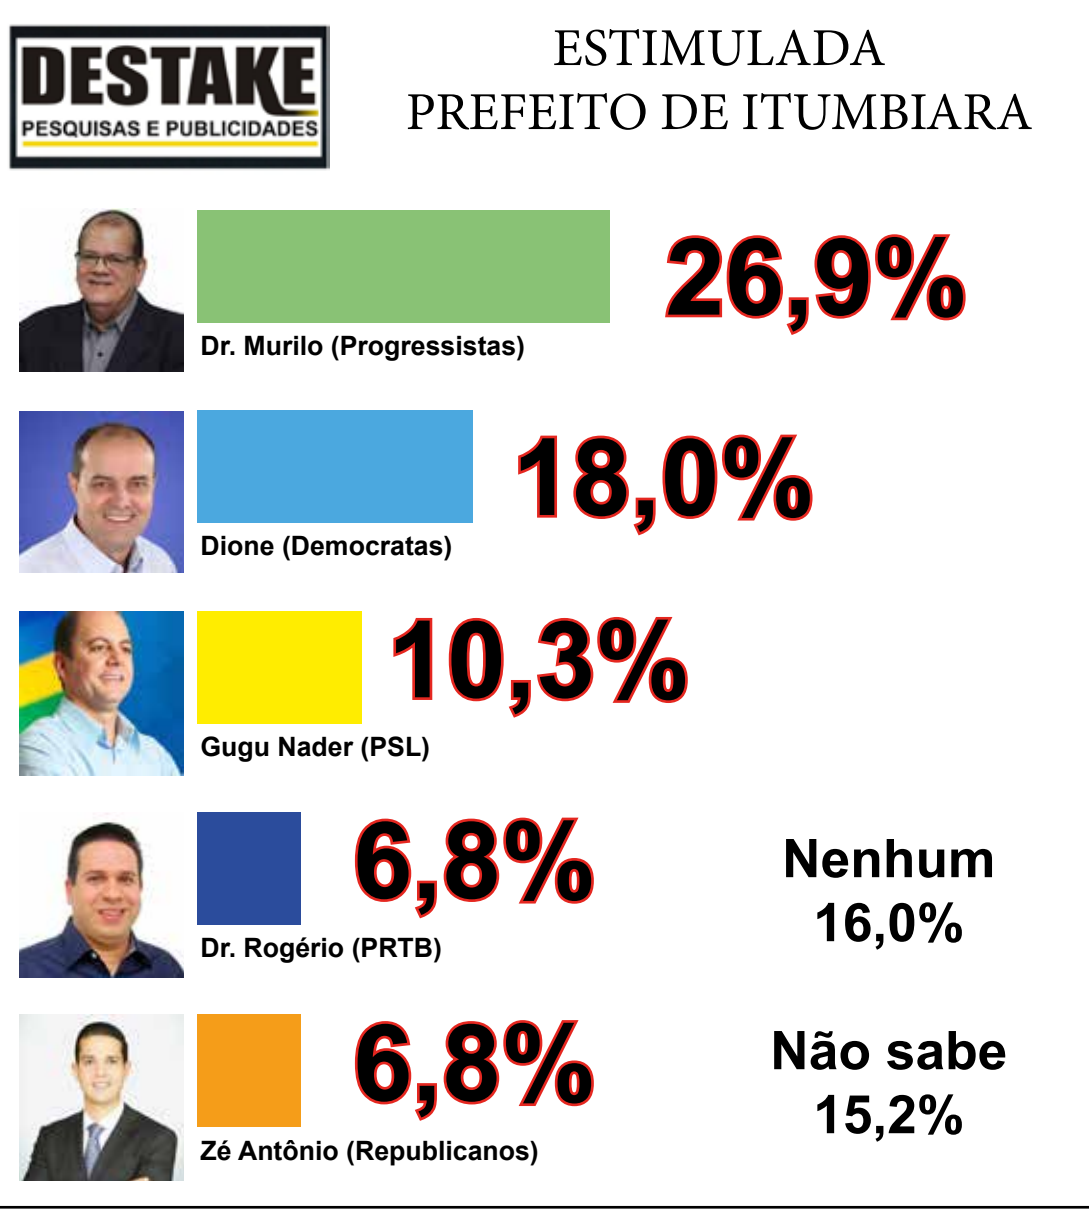 DESTAKE
PESQUISAS E PUBLICIDADES
ESTIMULADA
PREFEITO DE ITUMBIARA
26,9%
Dr. Murilo (Progressistas)
18,0%
Dione (Democratas)
10,3%
Gugu Nader (PSL)
6,8%
Dr. Rogério (PRTB)
Nenhum
16,0%
6,8%
Zé Antônio (Republicanos)
Não sabe
15,2%